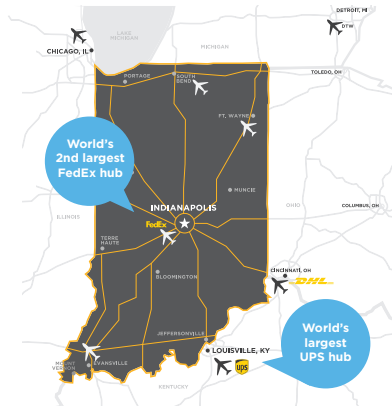 DETROIT, MI
LAKE
MICHIGAN
DTW
MICHIGAN
CHICAGO, IL
TOLEDO, OH
PORTAGE
SOUTH
BEND
FT. WAYNE
World's
2nd largest
FedEx hub
MUNCIE
INDIANAPOLIS
ILLINOIS
OHIO
COLUMBUS, OH
FedEx
TERRE
HAUTE
BLOOMINGTON
CINCINNATI, OH
DHL
World's
largest
UPS hub
JEFFERSONVILLE
LOUISVILLE, KY
MOUNT
VERNON
EVANSVILLE
ups
KENTUCKY